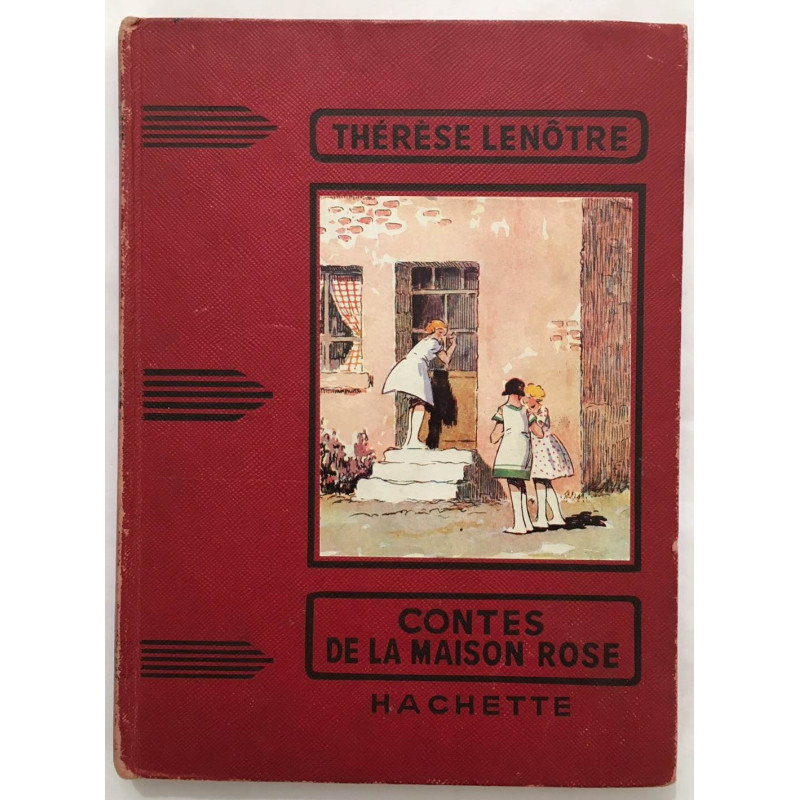 THÉRÈSE LENÔTRE
CONTES
DE LA MAISON ROSE
HACHETTE